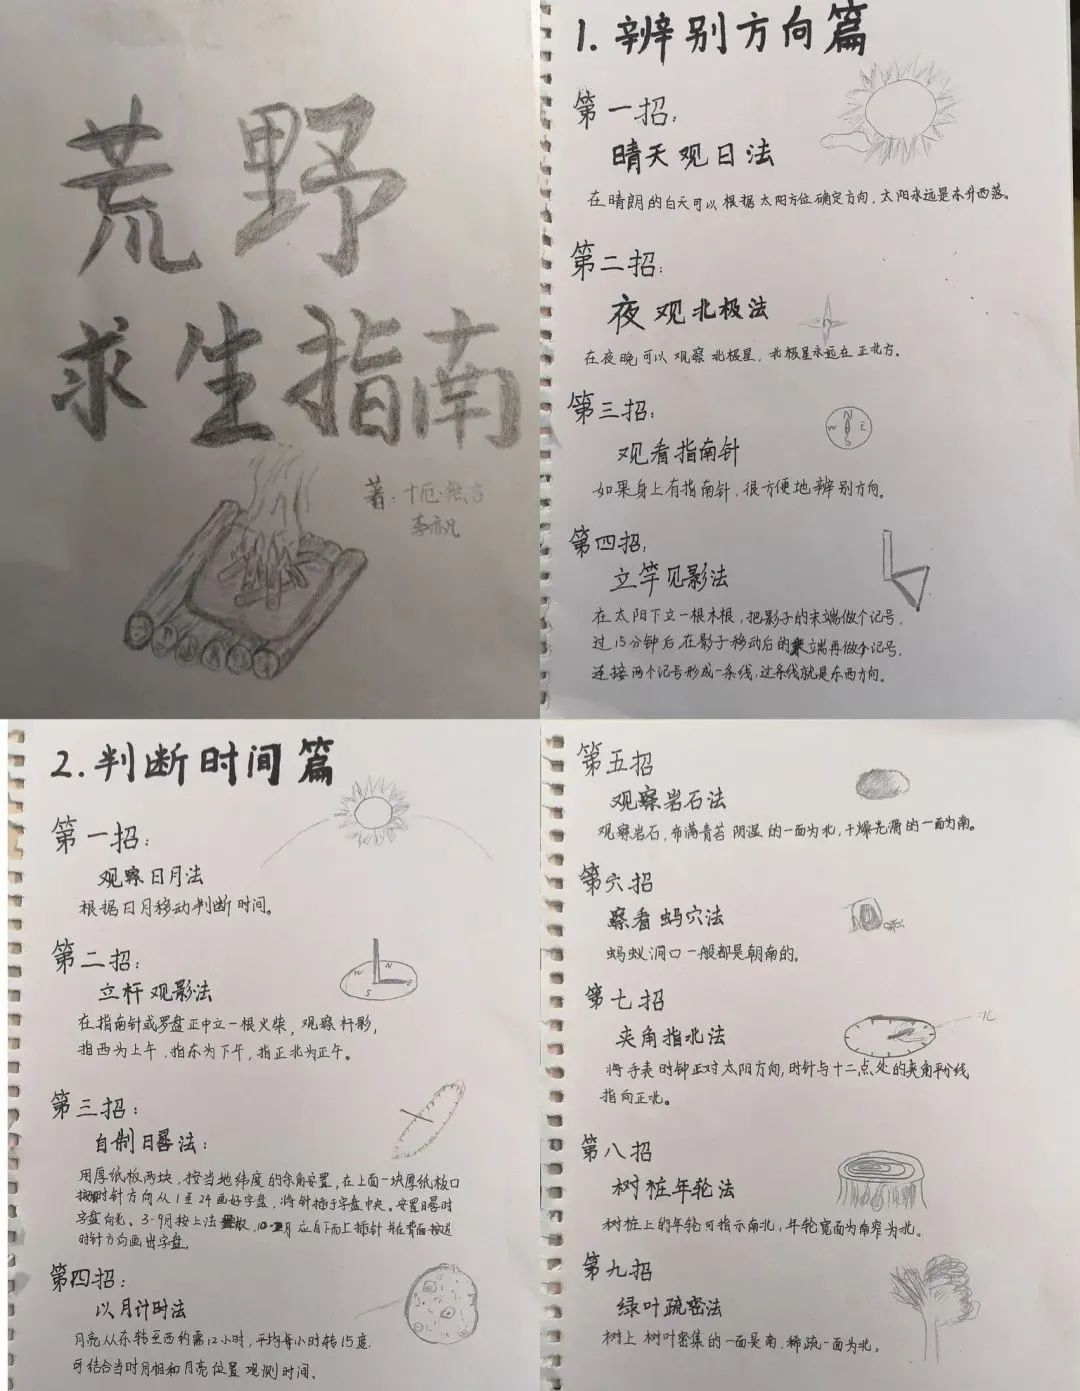 荒野
求生指南
著:十厄·無言
李亦凡
1.辨别方向篇
第一招:
晴天观日法
在晴朗的白天可以根据太阳方位确定方向,太阳永远是东升西落。
第二招:
夜观北极法
在夜晚可以观察北极星,北极星永远在正北方。
第三招:
N
W E
S
观看指南针
如果身上有指南针,很方便地辨别方向。
第四招:
立竿见影法
在太阳下立一根木根,把影子的末端做个记号,
过15分钟后在影子移动后的末端再做个记号,
连接两个记号形成一条线,这条线就是东西方向。
2.判断时间篇
第一招:
观察日月法
根据日月移动判断时间。
第二招:
立杆观影法
W N
S E
在指南针或罗盘正中立一根火柴,观察杆影,
指西为上午,指东为下午,指正北为正午。
第三招:
自制日晷法:
用厚纸板两块,按当地纬度的余角安置,在上面一块厚纸板口
按顺时针方向从1至24画好字盘,将针插于字盘中央。安置日晷时
字盘向北。3-9月按上法,应自下而上插针并在背面按逆
时针方向画出字盘。
第四招:
以月计时法
月亮从东转至西约需12小时,平均每小时转15度.
可结合当时月相和月亮位置观测时间。
第五招
观察岩石法
观察岩石,布满青苔阴湿的一面为北,干燥光滑的一面为南。
第六招
察看蚂穴法
蚂蚁洞口一般都是朝南的。
第七招
夹角指北法
北
将手表时钟正对太阳方向,时针与十二点处的夹角平分线
指向正北。
第八招
树桩年轮法
树桩上的年轮可指示南北,年轮宽面为南窄为北。
第九招
绿叶疏密法
树上树叶密集的一面是南,稀疏一面为北。